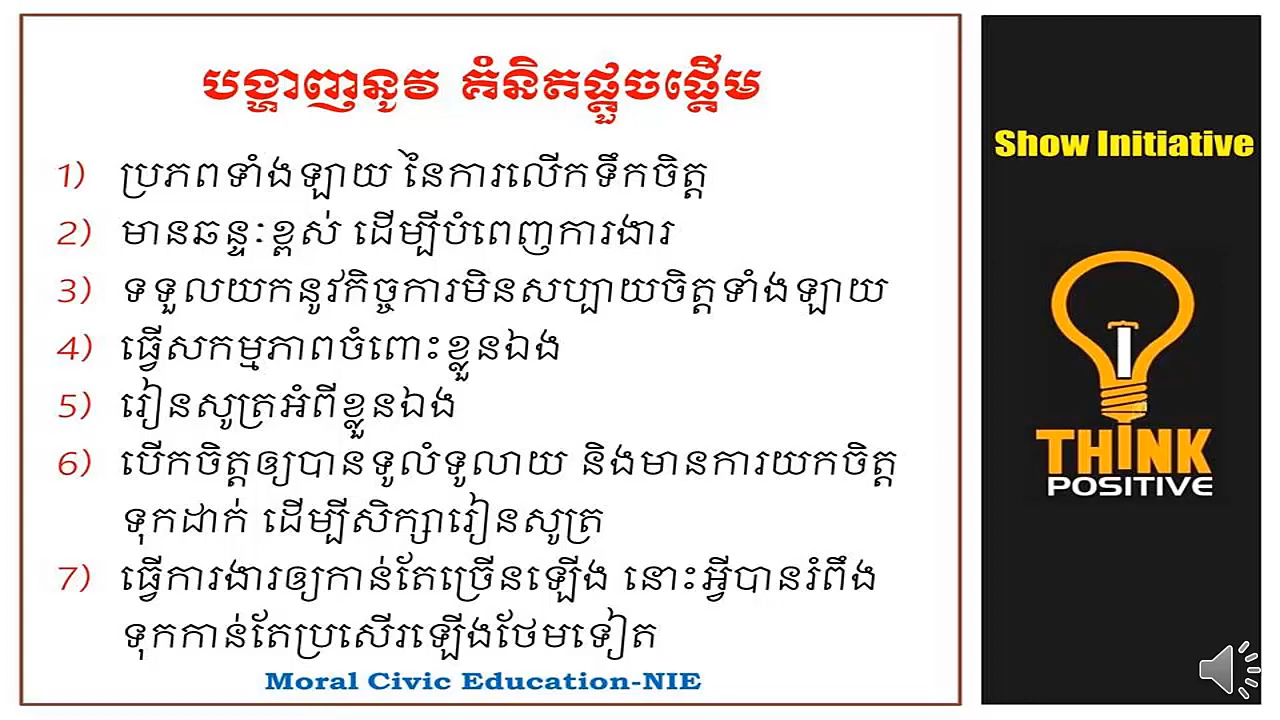 បង្ហាញនូវ គំនិតផ្តួចផ្តើម
1) ប្រភពទាំងឡាយ នៃការលើកទឹកចិត្ត
2) មានឆន្ទៈខ្ពស់ ដើម្បីបំពេញការងារ
3) ទទួលយកនូវកិច្ចការមិនសប្បាយចិត្តទាំងឡាយ
4) ធ្វើសកម្មភាពចំពោះខ្លួនឯង
5) រៀនសូត្រអំពីខ្លួនឯង
6) បើកចិត្តឲ្យបានទូលំទូលាយ និងមានការយកចិត្ត
ទុកដាក់ ដើម្បីសិក្សារៀនសូត្រ
7) ធ្វើការងារឲ្យកាន់តែច្រើនឡើង នោះអ្វីបានរំពឹង
ទុកកាន់តែប្រសើរឡើងថែមទៀត
Moral Civic Education-NIE
Show Initiative
THINK
POSITIVE